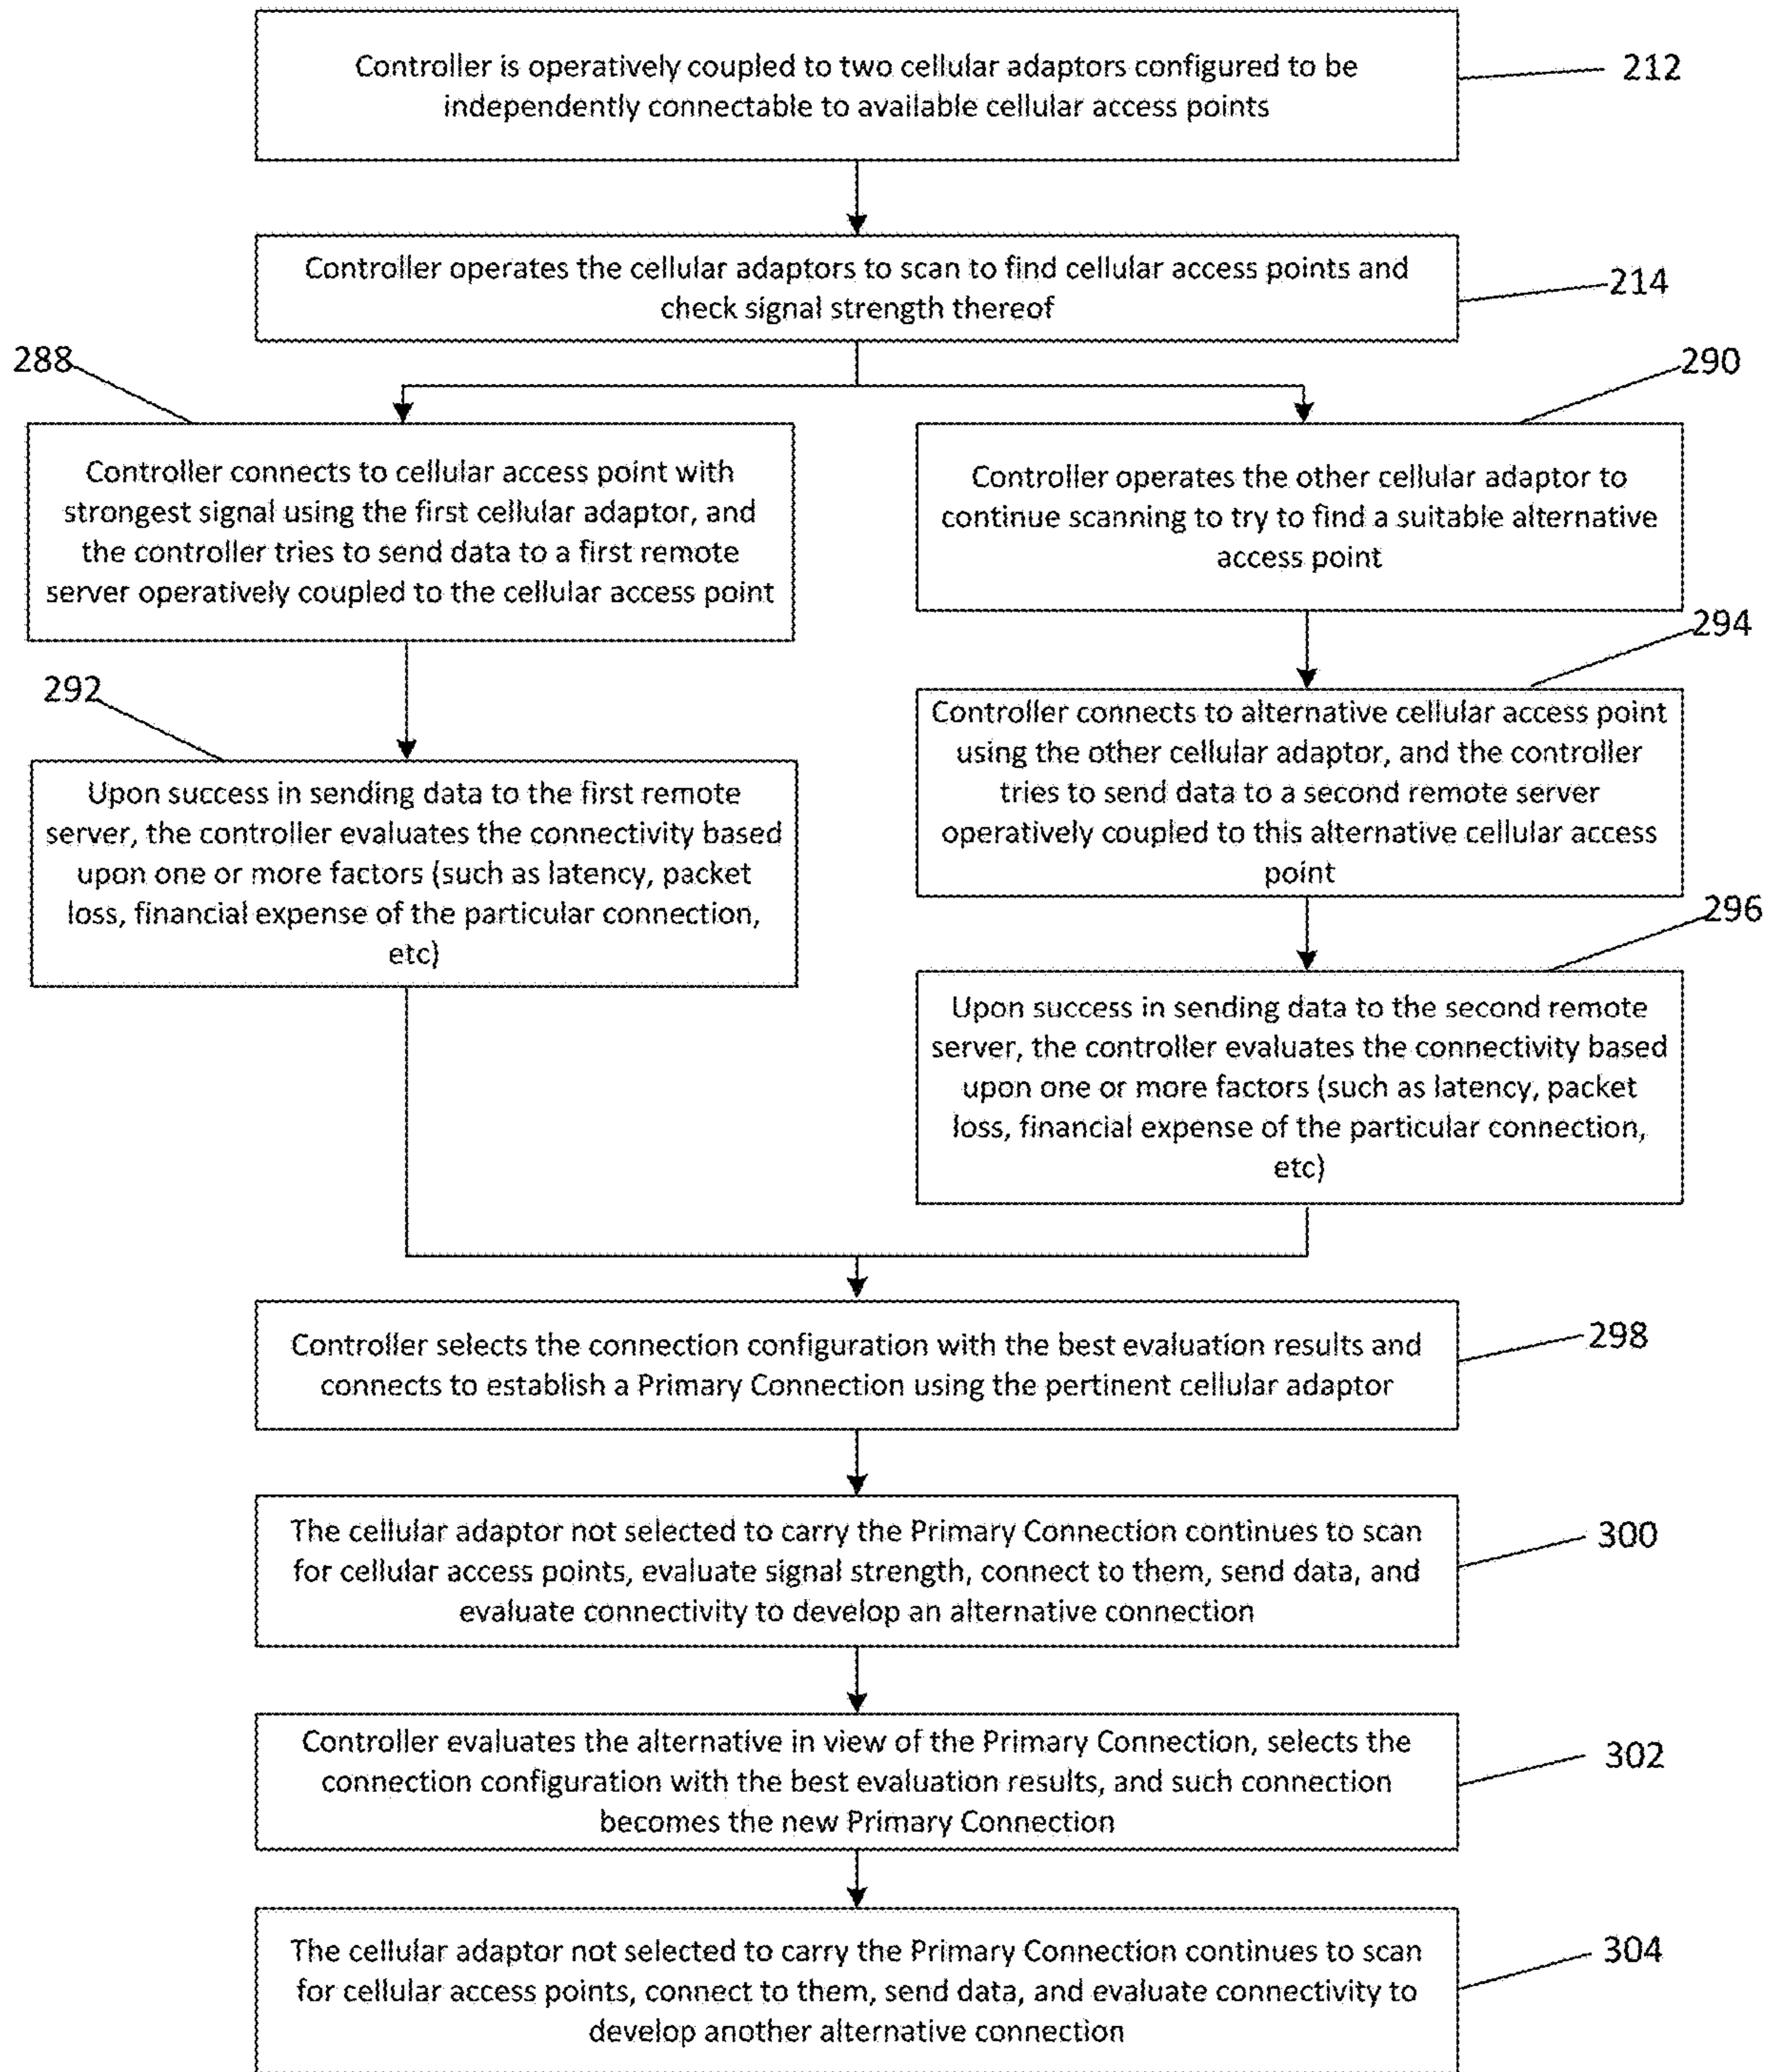 Controller is operatively coupled to two cellular adaptors configured to be
independently connectable to available cellular access points
212
Controller operates the cellular adaptors to scan to find cellular access points and
check signal strength thereof
214
288
290
Controller connects to cellular access point with
strongest signal using the first cellular adaptor, and
the controller tries to send data to a first remote
server operatively coupled to the cellular access point
Controller operates the other cellular adaptor to
continue scanning to try to find a suitable alternative
access point
292
294
Upon success in sending data to the first remote
server, the controller evaluates the connectivity based
upon one or more factors (such as latency, packet
loss, financial expense of the particular connection,
etc)
Controller connects to alternative cellular access point
using the other cellular adaptor, and the controller
tries to send data to a second remote server
operatively coupled to this alternative cellular access
point
296
Upon success in sending data to the second remote
server, the controller evaluates the connectivity based
upon one or more factors (such as latency, packet
loss, financial expense of the particular connection,
etc)
Controller selects the connection configuration with the best evaluation results and
connects to establish a Primary Connection using the pertinent cellular adaptor
298
The cellular adaptor not selected to carry the Primary Connection continues to scan
for cellular access points, evaluate signal strength, connect to them, send data, and
evaluate connectivity to develop an alternative connection
300
Controller evaluates the alternative in view of the Primary Connection, selects the
connection configuration with the best evaluation results, and such connection
becomes the new Primary Connection
302
The cellular adaptor not selected to carry the Primary Connection continues to scan
for cellular access points, connect to them, send data, and evaluate connectivity to
develop another alternative connection
304